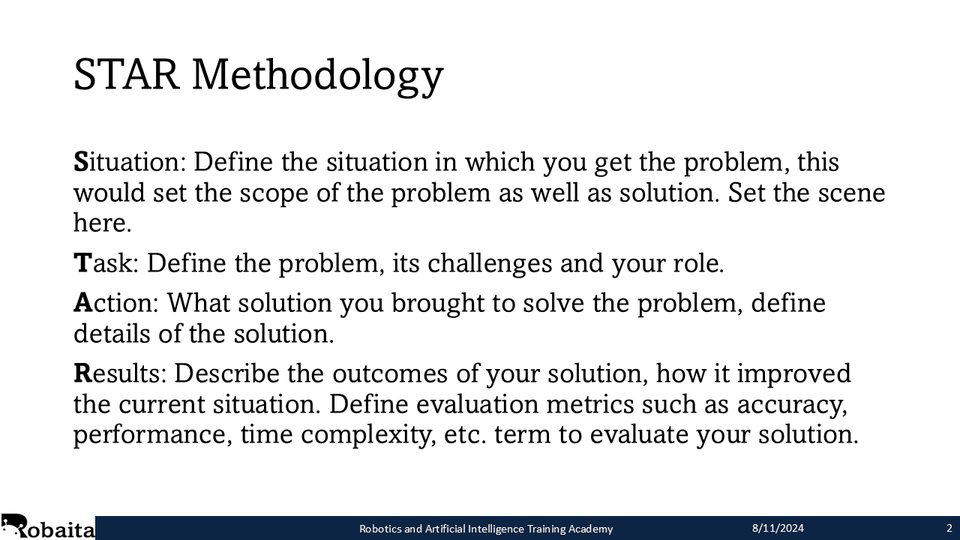 STAR Methodology
Situation: Define the situation in which you get the problem, this
would set the scope of the problem as well as solution. Set the scene
here.
Task: Define the problem, its challenges and your role.
Action: What solution you brought to solve the problem, define
details of the solution.
Results: Describe the outcomes of your solution, how it improved
the current situation. Define evaluation metrics such as accuracy,
performance, time complexity, etc. term to evaluate your solution.
Robaita
Robotics and Artificial Intelligence Training Academy
8/11/2024
2